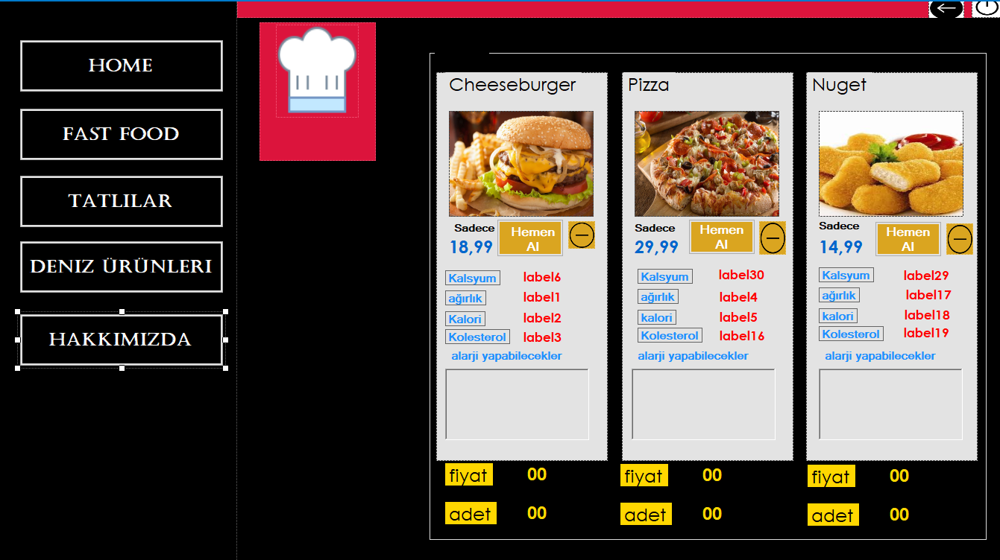 HOME
FAST FOOD
TATLILAR
DENIZ ÜRÜNLERI
HAKKIMIZDA
Cheeseburger
Sadece
18,99
Hemen
Al
Kalsyum
label6
ağırlık
label1
Kalori
label2
Kolesterol
label3
alarji yapabilecekler
fiyat
00
adet
00
Pizza
Sadece
29,99
Hemen
Al
Kalsyum
label30
ağırlık
label4
kalori
label5
Kolesterol
label16
alarji yapabilecekler
fiyat
00
adet
00
Nuget
Sadece
14,99
Hemen
Al
Kalsyum
label29
ağırlık
label17
kalori
label18
Kolesterol
label19
alarji yapabilecekler
fiyat
00
adet
00